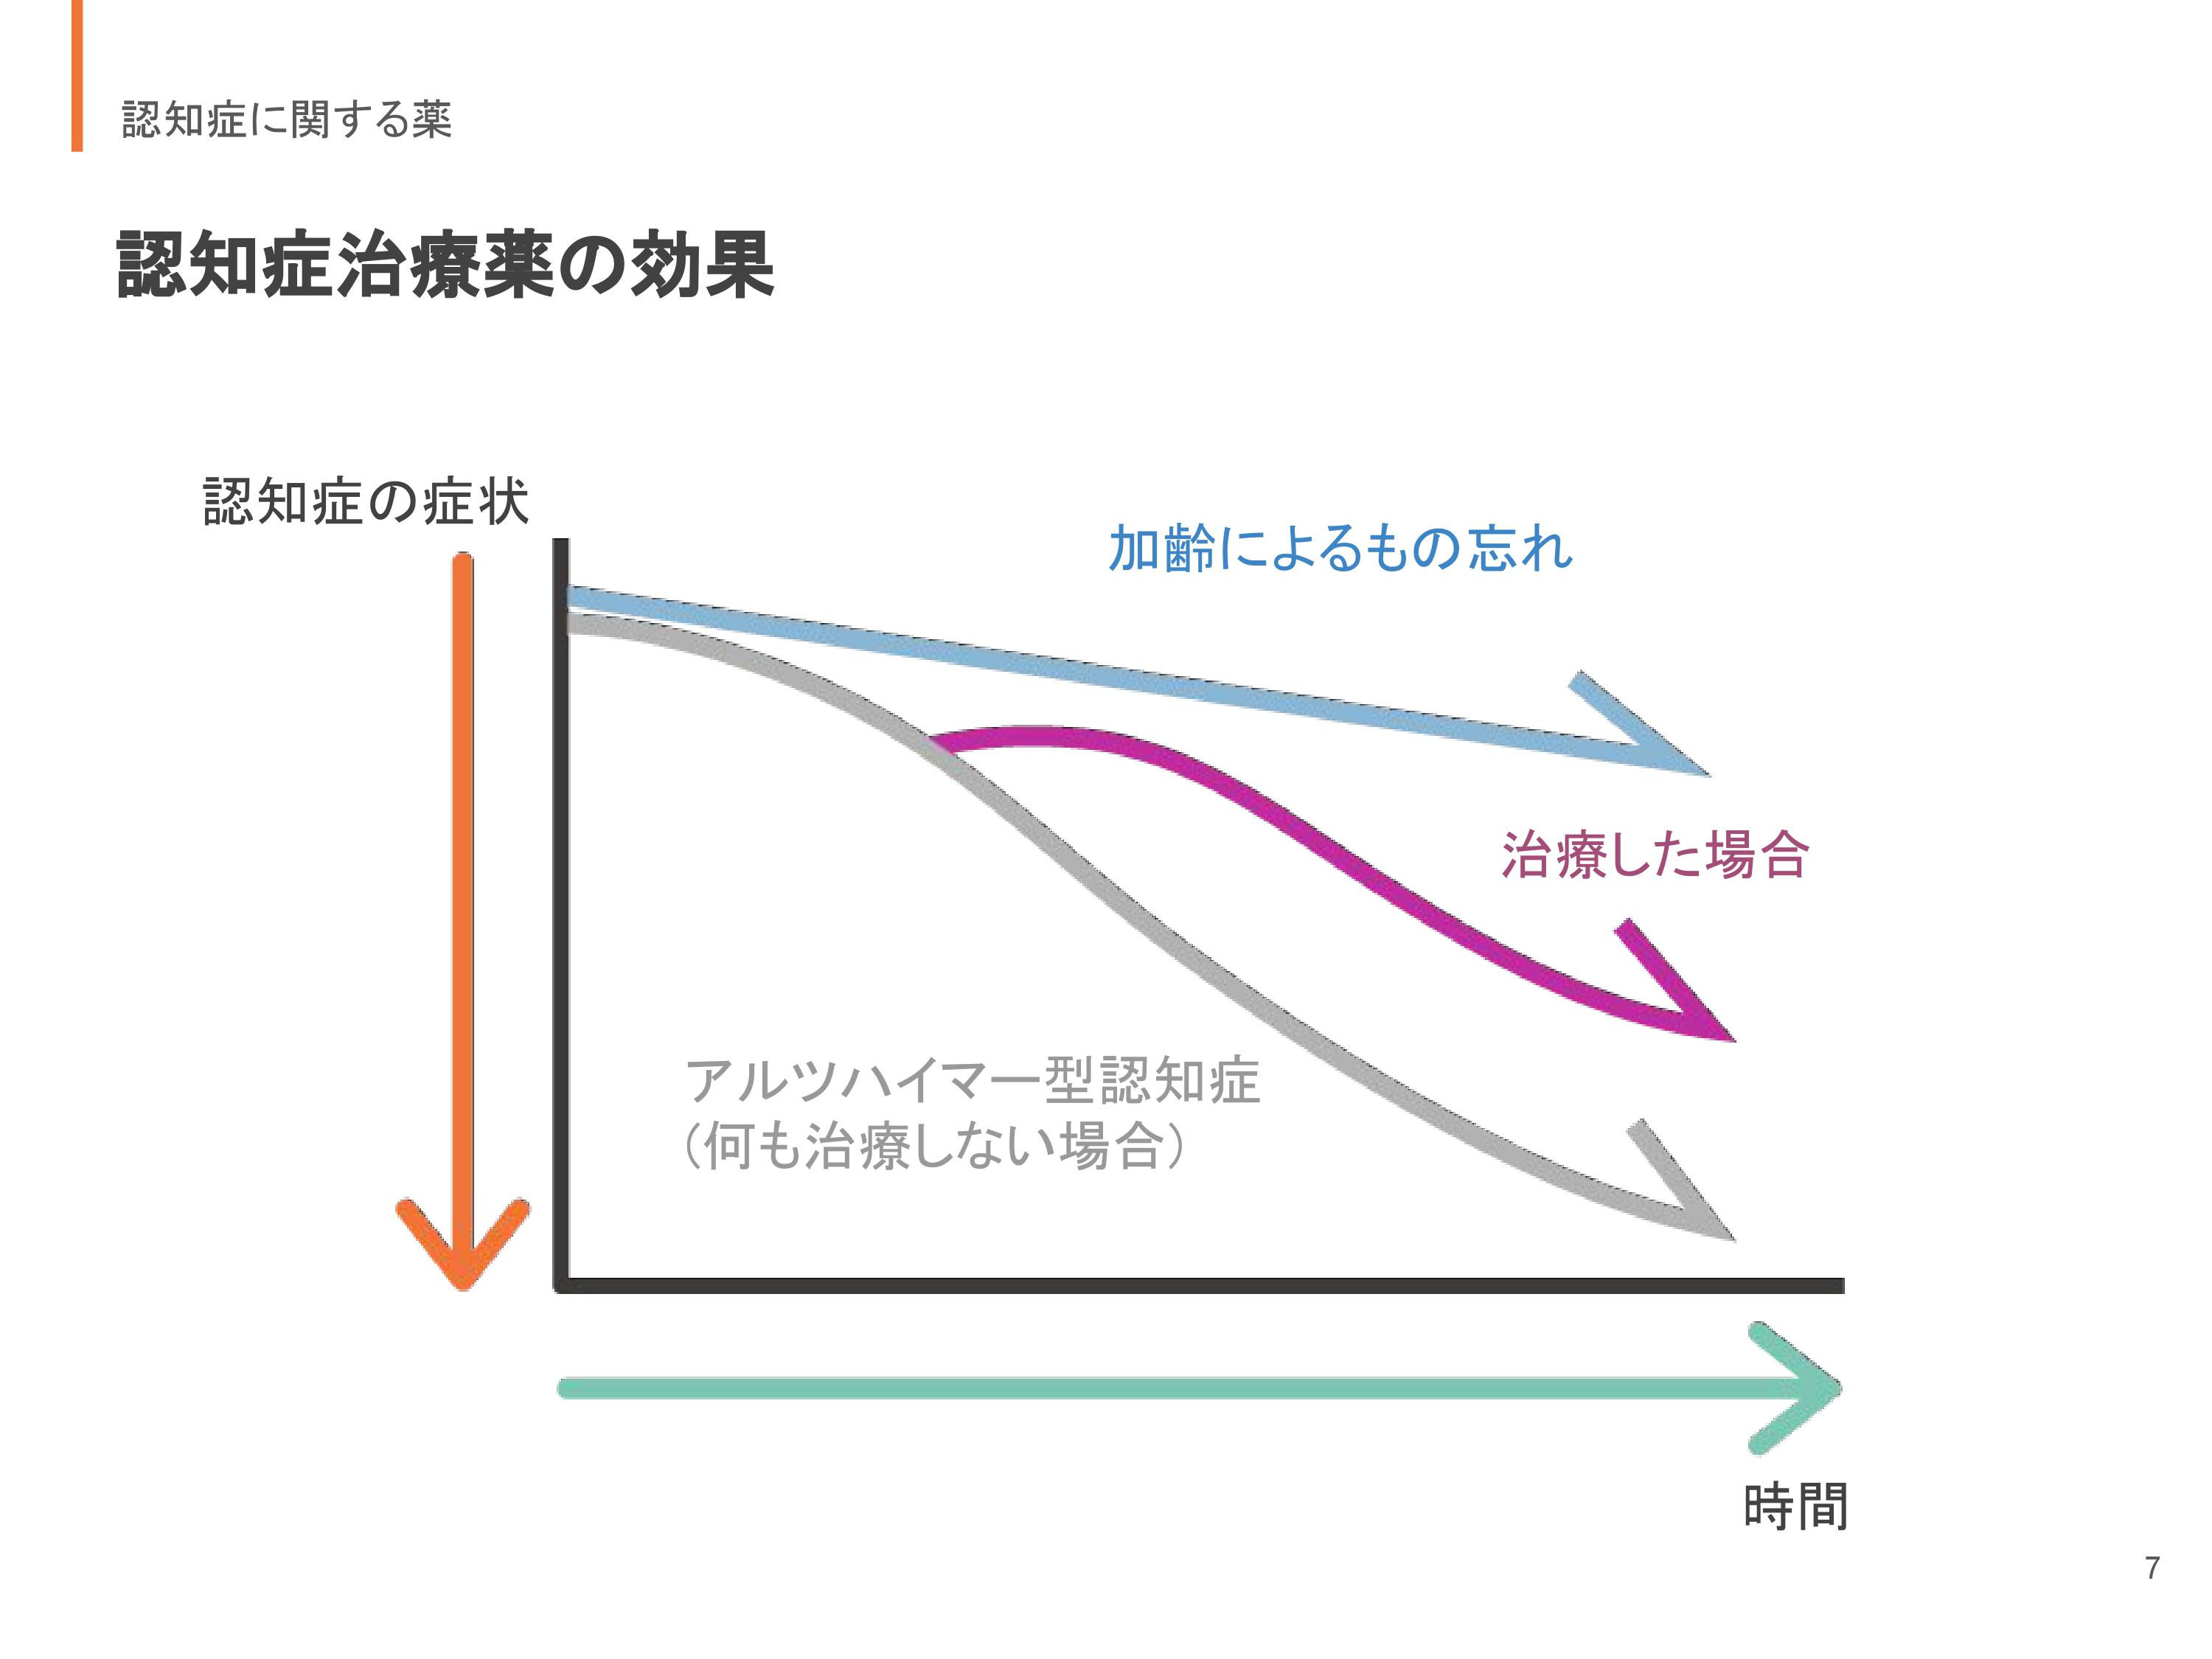 認知症に関する薬
認知症治療薬の効果
認知症の症状
加齢によるもの忘れ
治療した場合
アルツハイマー型認知症
（何も治療しない場合）
時間
7